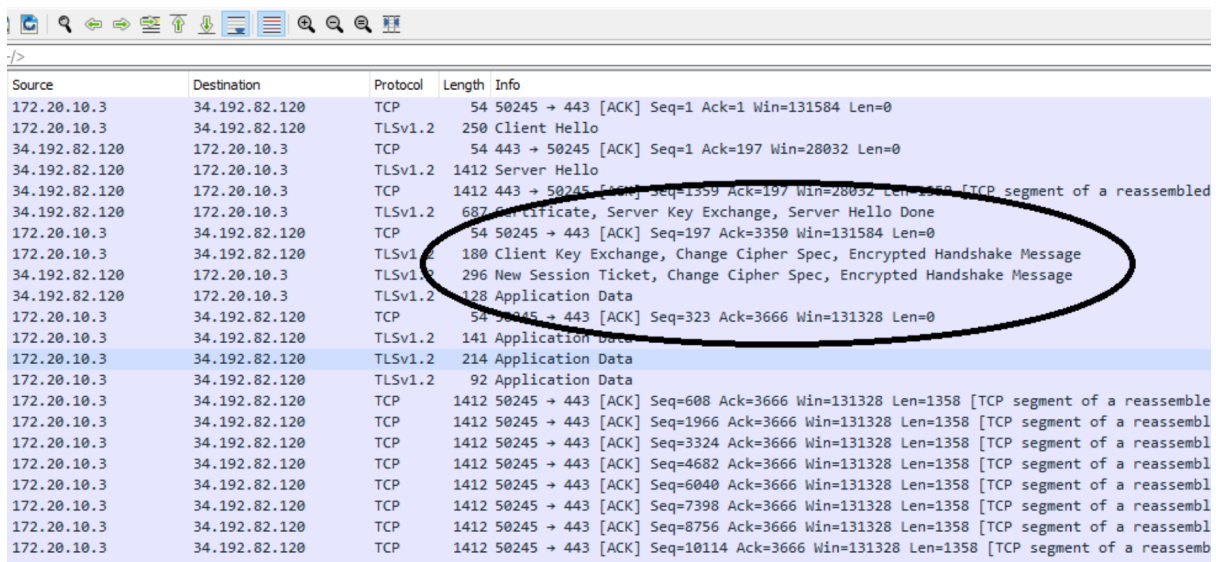 -/>
Source Destination Protocol Length Info
172.20.10.3 34.192.82.120 TCP 54 50245 → 443 [ACK] Seq=1 Ack=1 Win=131584 Len=0
172.20.10.3 34.192.82.120 TLSv1.2 250 Client Hello
34.192.82.120 172.20.10.3 TCP 54 443 → 50245 [ACK] Seq=1 Ack=197 Win=28032 Len=0
34.192.82.120 172.20.10.3 TLSv1.2 1412 Server Hello
34.192.82.120 172.20.10.3 TCP 1412 443 → 50245 [ACK] Seq=1359 Ack=197 Win=28032 Len=1358 [TCP segment of a reassembled
34.192.82.120 172.20.10.3 TLSv1.2 687 Certificate, Server Key Exchange, Server Hello Done
172.20.10.3 34.192.82.120 TCP 54 50245 → 443 [ACK] Seq=197 Ack=3350 Win=131584 Len=0
172.20.10.3 34.192.82.120 TLSv1.2 180 Client Key Exchange, Change Cipher Spec, Encrypted Handshake Message
34.192.82.120 172.20.10.3 TLSv1.2 296 New Session Ticket, Change Cipher Spec, Encrypted Handshake Message
34.192.82.120 172.20.10.3 TLSv1.2 128 Application Data
172.20.10.3 34.192.82.120 TCP 54 50245 → 443 [ACK] Seq=323 Ack=3666 Win=131328 Len=0
172.20.10.3 34.192.82.120 TLSv1.2 141 Application Data
172.20.10.3 34.192.82.120 TLSv1.2 214 Application Data
172.20.10.3 34.192.82.120 TLSv1.2 92 Application Data
172.20.10.3 34.192.82.120 TCP 1412 50245 → 443 [ACK] Seq=608 Ack=3666 Win=131328 Len=1358 [TCP segment of a reassemble
172.20.10.3 34.192.82.120 TCP 1412 50245 → 443 [ACK] Seq=1966 Ack=3666 Win=131328 Len=1358 [TCP segment of a reassembl
172.20.10.3 34.192.82.120 TCP 1412 50245 → 443 [ACK] Seq=3324 Ack=3666 Win=131328 Len=1358 [TCP segment of a reassembl
172.20.10.3 34.192.82.120 TCP 1412 50245 → 443 [ACK] Seq=4682 Ack=3666 Win=131328 Len=1358 [TCP segment of a reassembl
172.20.10.3 34.192.82.120 TCP 1412 50245 → 443 [ACK] Seq=6040 Ack=3666 Win=131328 Len=1358 [TCP segment of a reassembl
172.20.10.3 34.192.82.120 TCP 1412 50245 → 443 [ACK] Seq=7398 Ack=3666 Win=131328 Len=1358 [TCP segment of a reassembl
172.20.10.3 34.192.82.120 TCP 1412 50245 → 443 [ACK] Seq=8756 Ack=3666 Win=131328 Len=1358 [TCP segment of a reassembl
172.20.10.3 34.192.82.120 TCP 1412 50245 → 443 [ACK] Seq=10114 Ack=3666 Win=131328 Len=1358 [TCP segment of a reassemb